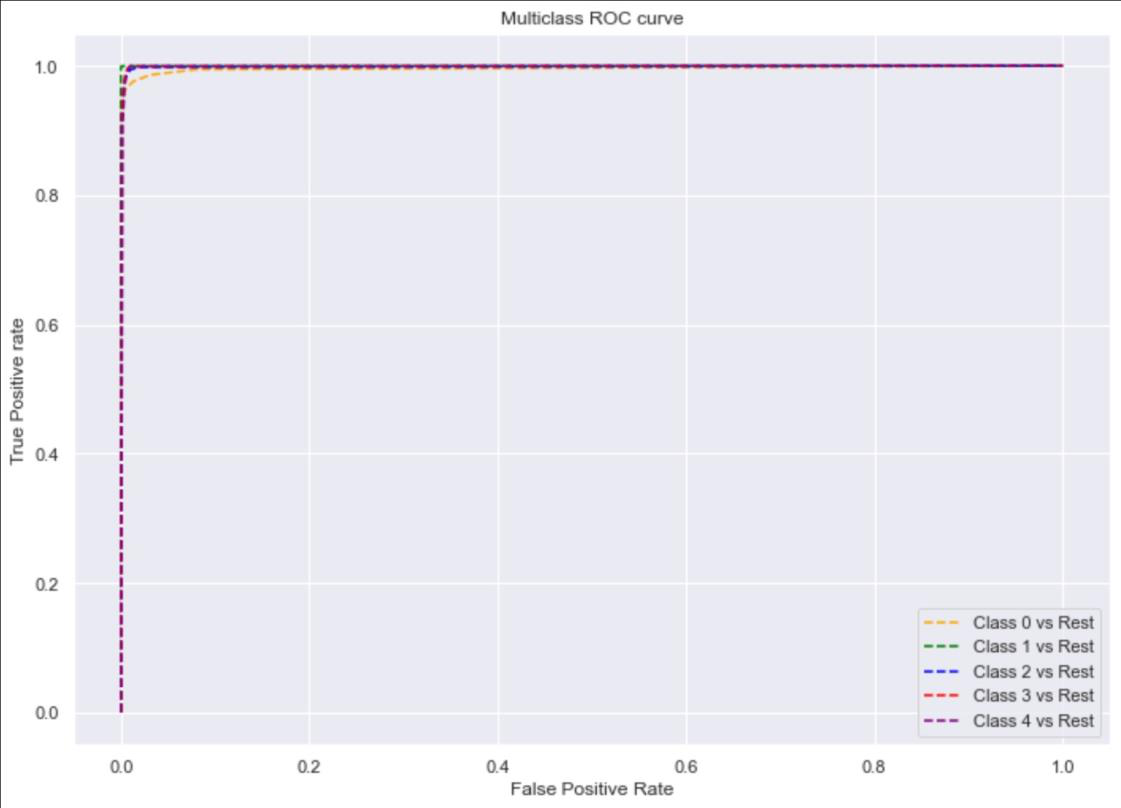 Multiclass ROC curve
1.0
0.8
0.6
0.4
0.2
0.0
True Positive rate
0.0 0.2 0.4 0.6 0.8 1.0
False Positive Rate
Class 0 vs Rest
Class 1 vs Rest
Class 2 vs Rest
Class 3 vs Rest
Class 4 vs Rest